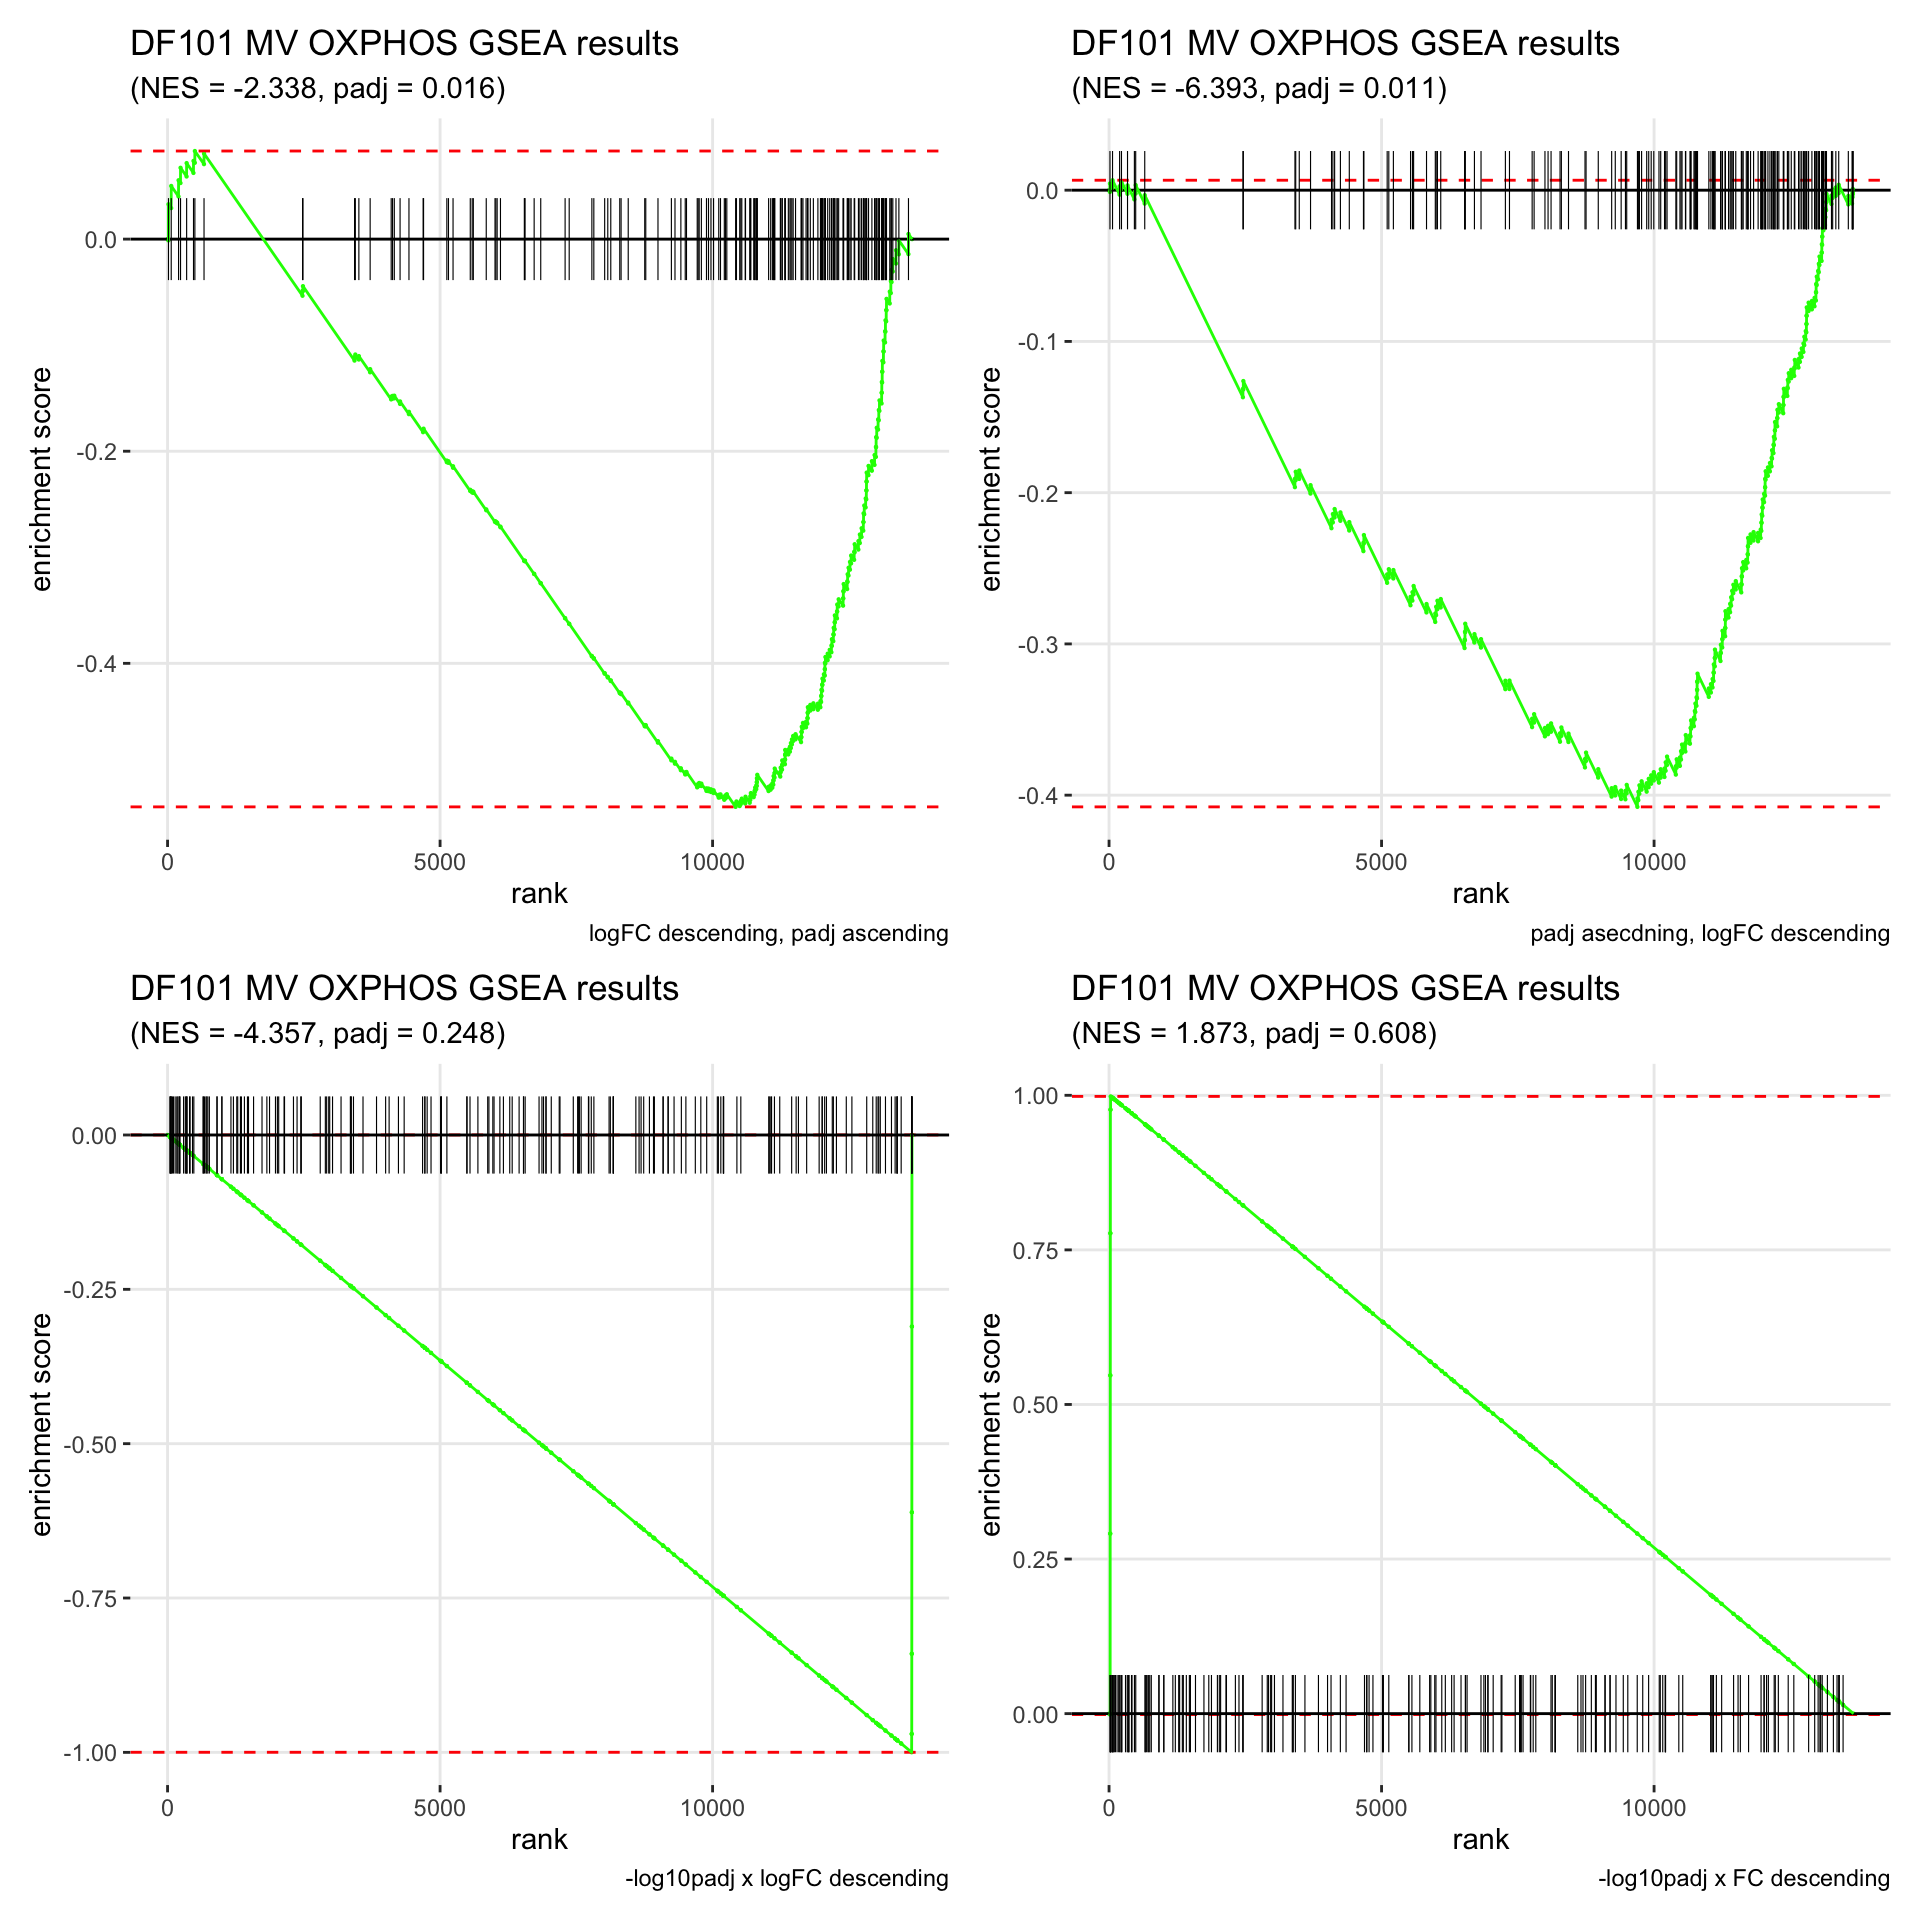 DF101 MV OXPHOS GSEA results
(NES = -2.338, padj = 0.016)
0.0
-0.2
-0.4
enrichment score
0
5000
10000
rank
logFC descending, padj ascending
DF101 MV OXPHOS GSEA results
(NES = -6.393, padj = 0.011)
0.0
-0.1
-0.2
-0.3
-0.4
enrichment score
0
5000
10000
rank
padj asecdning, logFC descending
DF101 MV OXPHOS GSEA results
(NES = -4.357, padj = 0.248)
0.00
-0.25
-0.50
-0.75
-1.00
enrichment score
0
5000
10000
rank
-log10padj x logFC descending
DF101 MV OXPHOS GSEA results
(NES = 1.873, padj = 0.608)
1.00
0.75
0.50
0.25
0.00
enrichment score
0
5000
10000
rank
-log10padj x FC descending